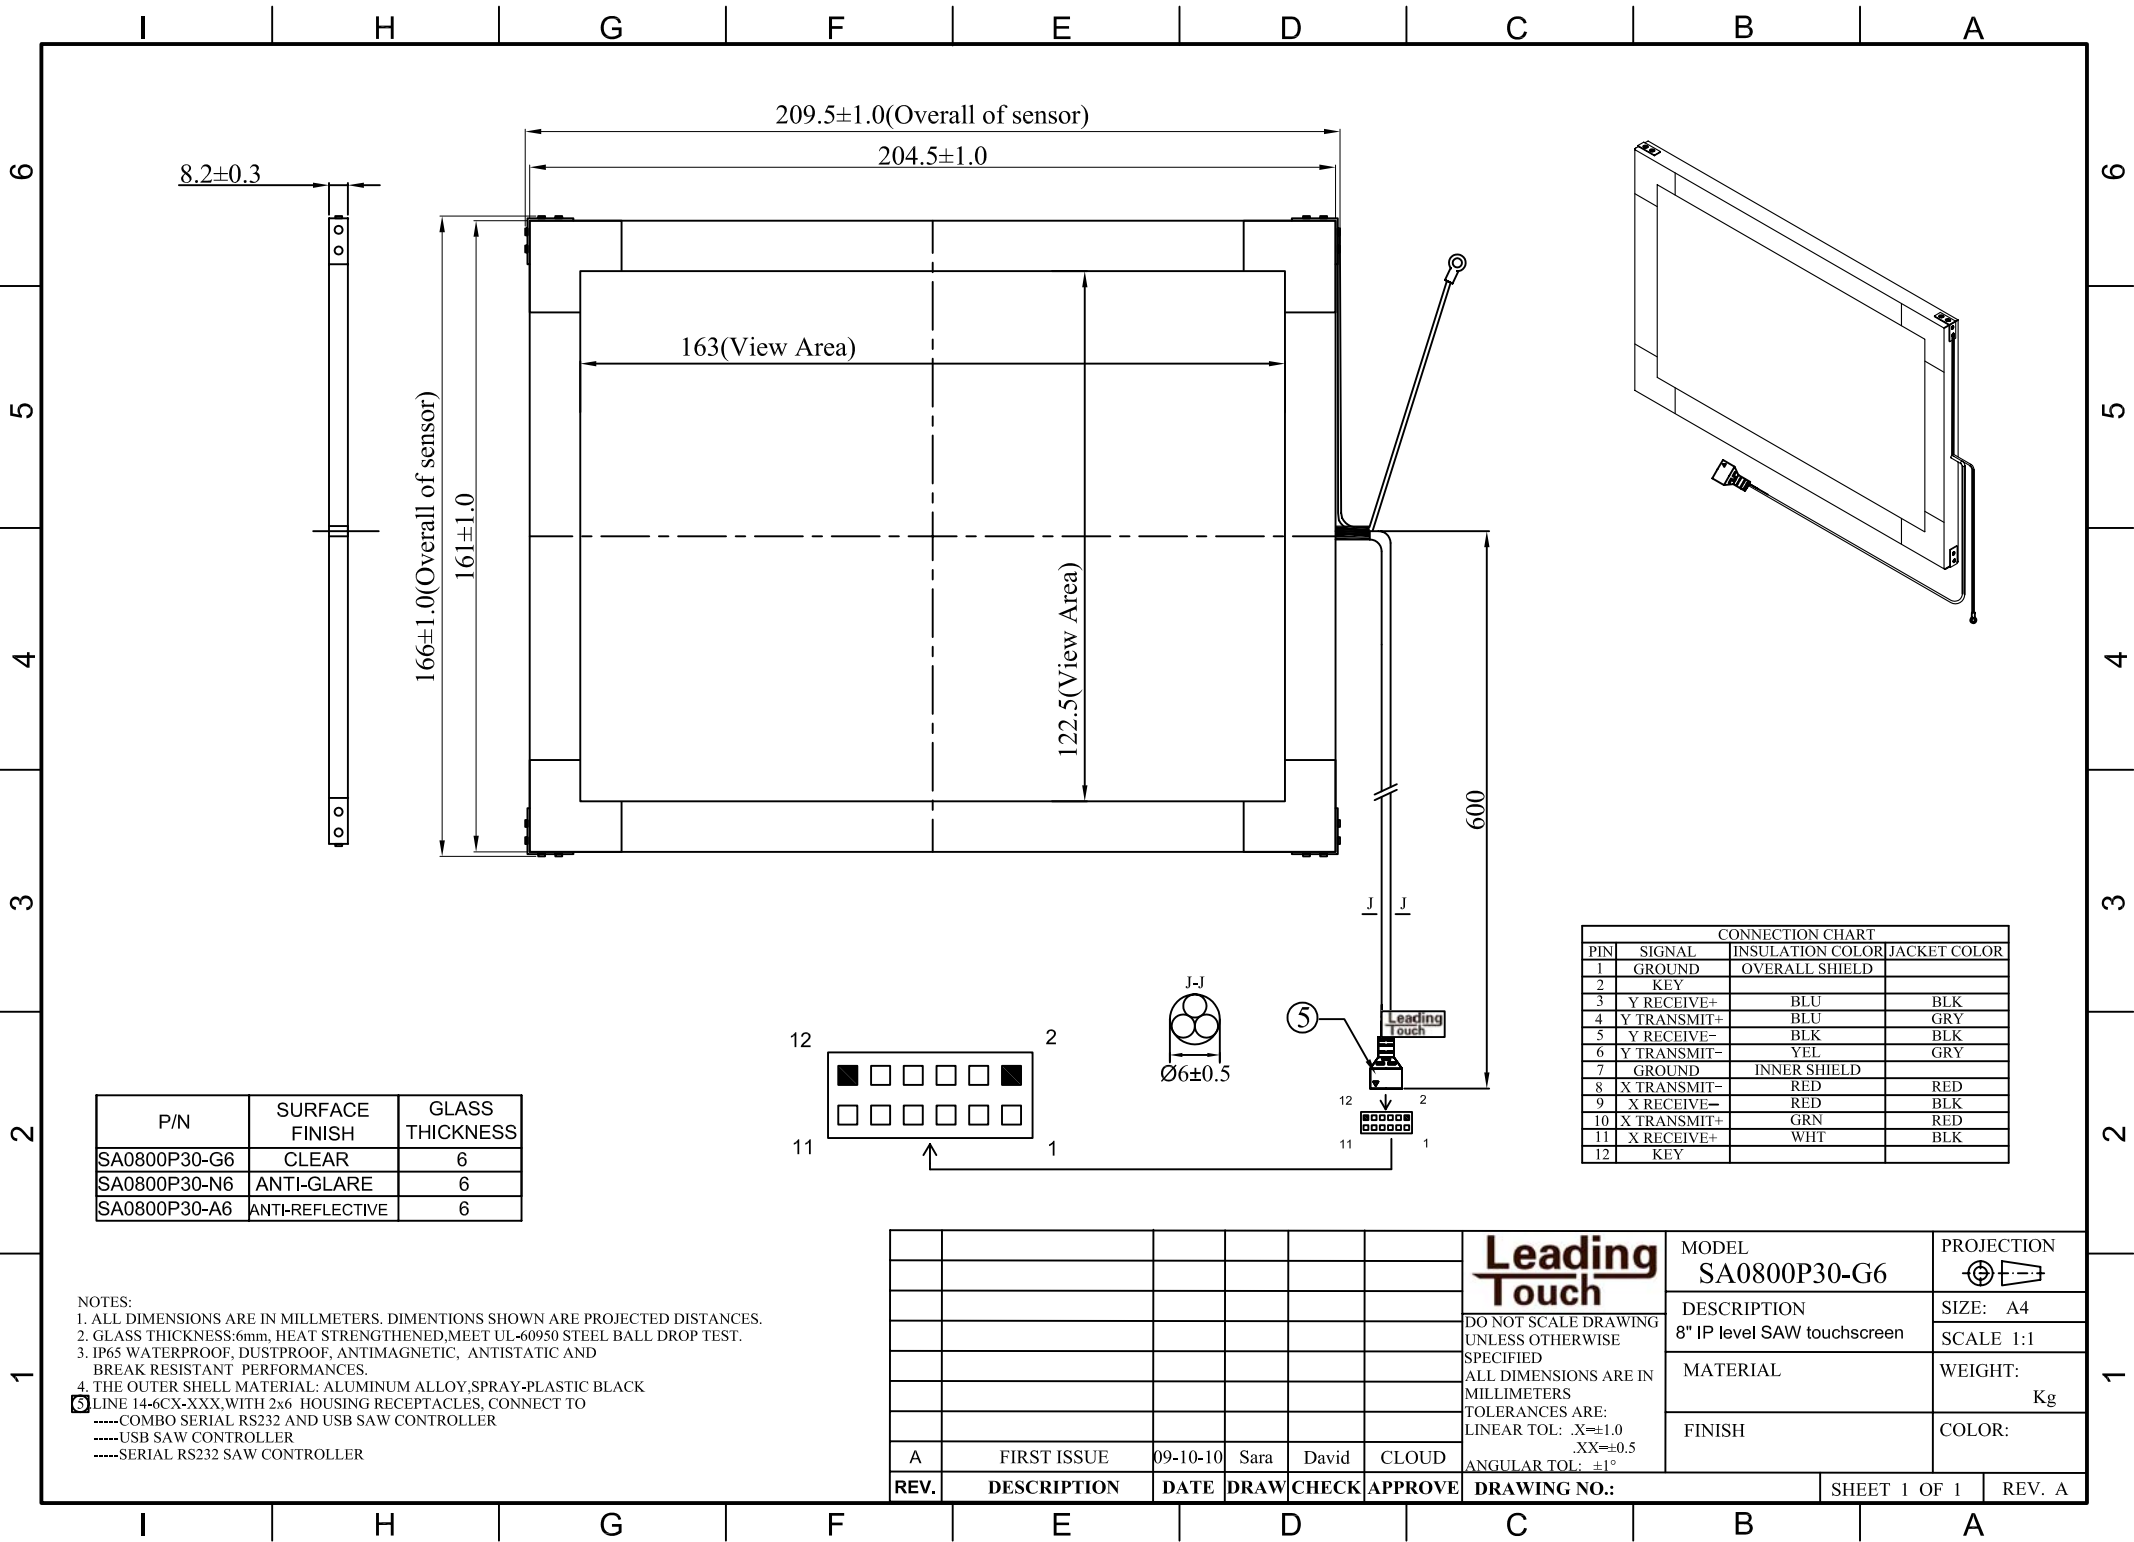 I H G F E D C B A
6
5
4
3
2
1
6
5
4
3
2
1
209.5±1.0(Overall of sensor)
204.5±1.0
8.2±0.3
163(View Area)
166±1.0(Overall of sensor)
161±1.0
122.5(View Area)
600
J J
J-J
Ø6±0.5
5
Leading
Touch
12 2
11 1
12 2
11 1
CONNECTION CHART
PIN SIGNAL INSULATION COLOR JACKET COLOR
1 GROUND OVERALL SHIELD
2 KEY
3 Y RECEIVE+ BLU BLK
4 Y TRANSMIT+ BLU GRY
5 Y RECEIVE- BLK BLK
6 Y TRANSMIT- YEL GRY
7 GROUND INNER SHIELD
8 X TRANSMIT- RED RED
9 X RECEIVE- RED BLK
10 X TRANSMIT+ GRN RED
11 X RECEIVE+ WHT BLK
12 KEY
P/N SURFACE FINISH GLASS THICKNESS
SA0800P30-G6 CLEAR 6
SA0800P30-N6 ANTI-GLARE 6
SA0800P30-A6 ANTI-REFLECTIVE 6
NOTES:
1. ALL DIMENSIONS ARE IN MILLMETERS. DIMENTIONS SHOWN ARE PROJECTED DISTANCES.
2. GLASS THICKNESS:6mm, HEAT STRENGTHENED,MEET UL-60950 STEEL BALL DROP TEST.
3. IP65 WATERPROOF, DUSTPROOF, ANTIMAGNETIC, ANTISTATIC AND
BREAK RESISTANT PERFORMANCES.
4. THE OUTER SHELL MATERIAL: ALUMINUM ALLOY,SPRAY-PLASTIC BLACK
5.LINE 14-6CX-XXX,WITH 2x6 HOUSING RECEPTACLES, CONNECT TO
-----COMBO SERIAL RS232 AND USB SAW CONTROLLER
-----USB SAW CONTROLLER
-----SERIAL RS232 SAW CONTROLLER
A FIRST ISSUE 09-10-10 Sara David CLOUD
REV. DESCRIPTION DATE DRAW CHECK APPROVE
Leading
Touch
DO NOT SCALE DRAWING
UNLESS OTHERWISE
SPECIFIED
ALL DIMENSIONS ARE IN
MILLIMETERS
TOLERANCES ARE:
LINEAR TOL: .X=±1.0
.XX=±0.5
ANGULAR TOL: ±1°
DRAWING NO.:
MODEL
SA0800P30-G6
DESCRIPTION
8" IP level SAW touchscreen
MATERIAL
FINISH
PROJECTION
SIZE: A4
SCALE 1:1
WEIGHT:
Kg
COLOR:
SHEET 1 OF 1
REV. A
I H G F E D C B A